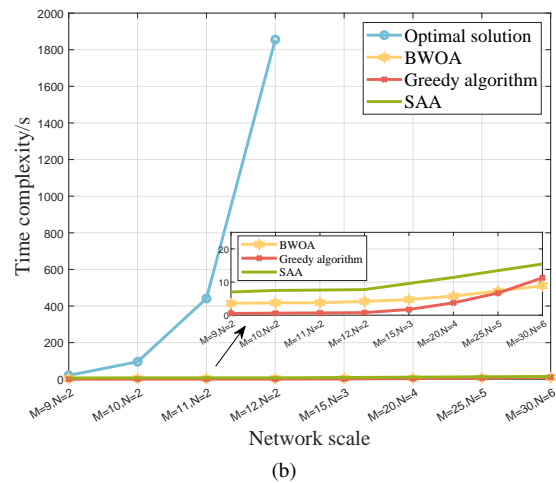 2000
1800
1600
1400
1200
1000
800
600
400
200
0
Time complexity/s
Optimal solution
BWOA
Greedy algorithm
SAA
20
10
0
BWOA
Greedy algorithm
SAA
M=9,N=2
M=10,N=2
M=11,N=2
M=12,N=2
M=15,N=3
M=20,N=4
M=25,N=5
M=30,N=6
M=9,N=2
M=10,N=2
M=11,N=2
M=12,N=2
M=15,N=3
M=20,N=4
M=25,N=5
M=30,N=6
Network scale
(b)